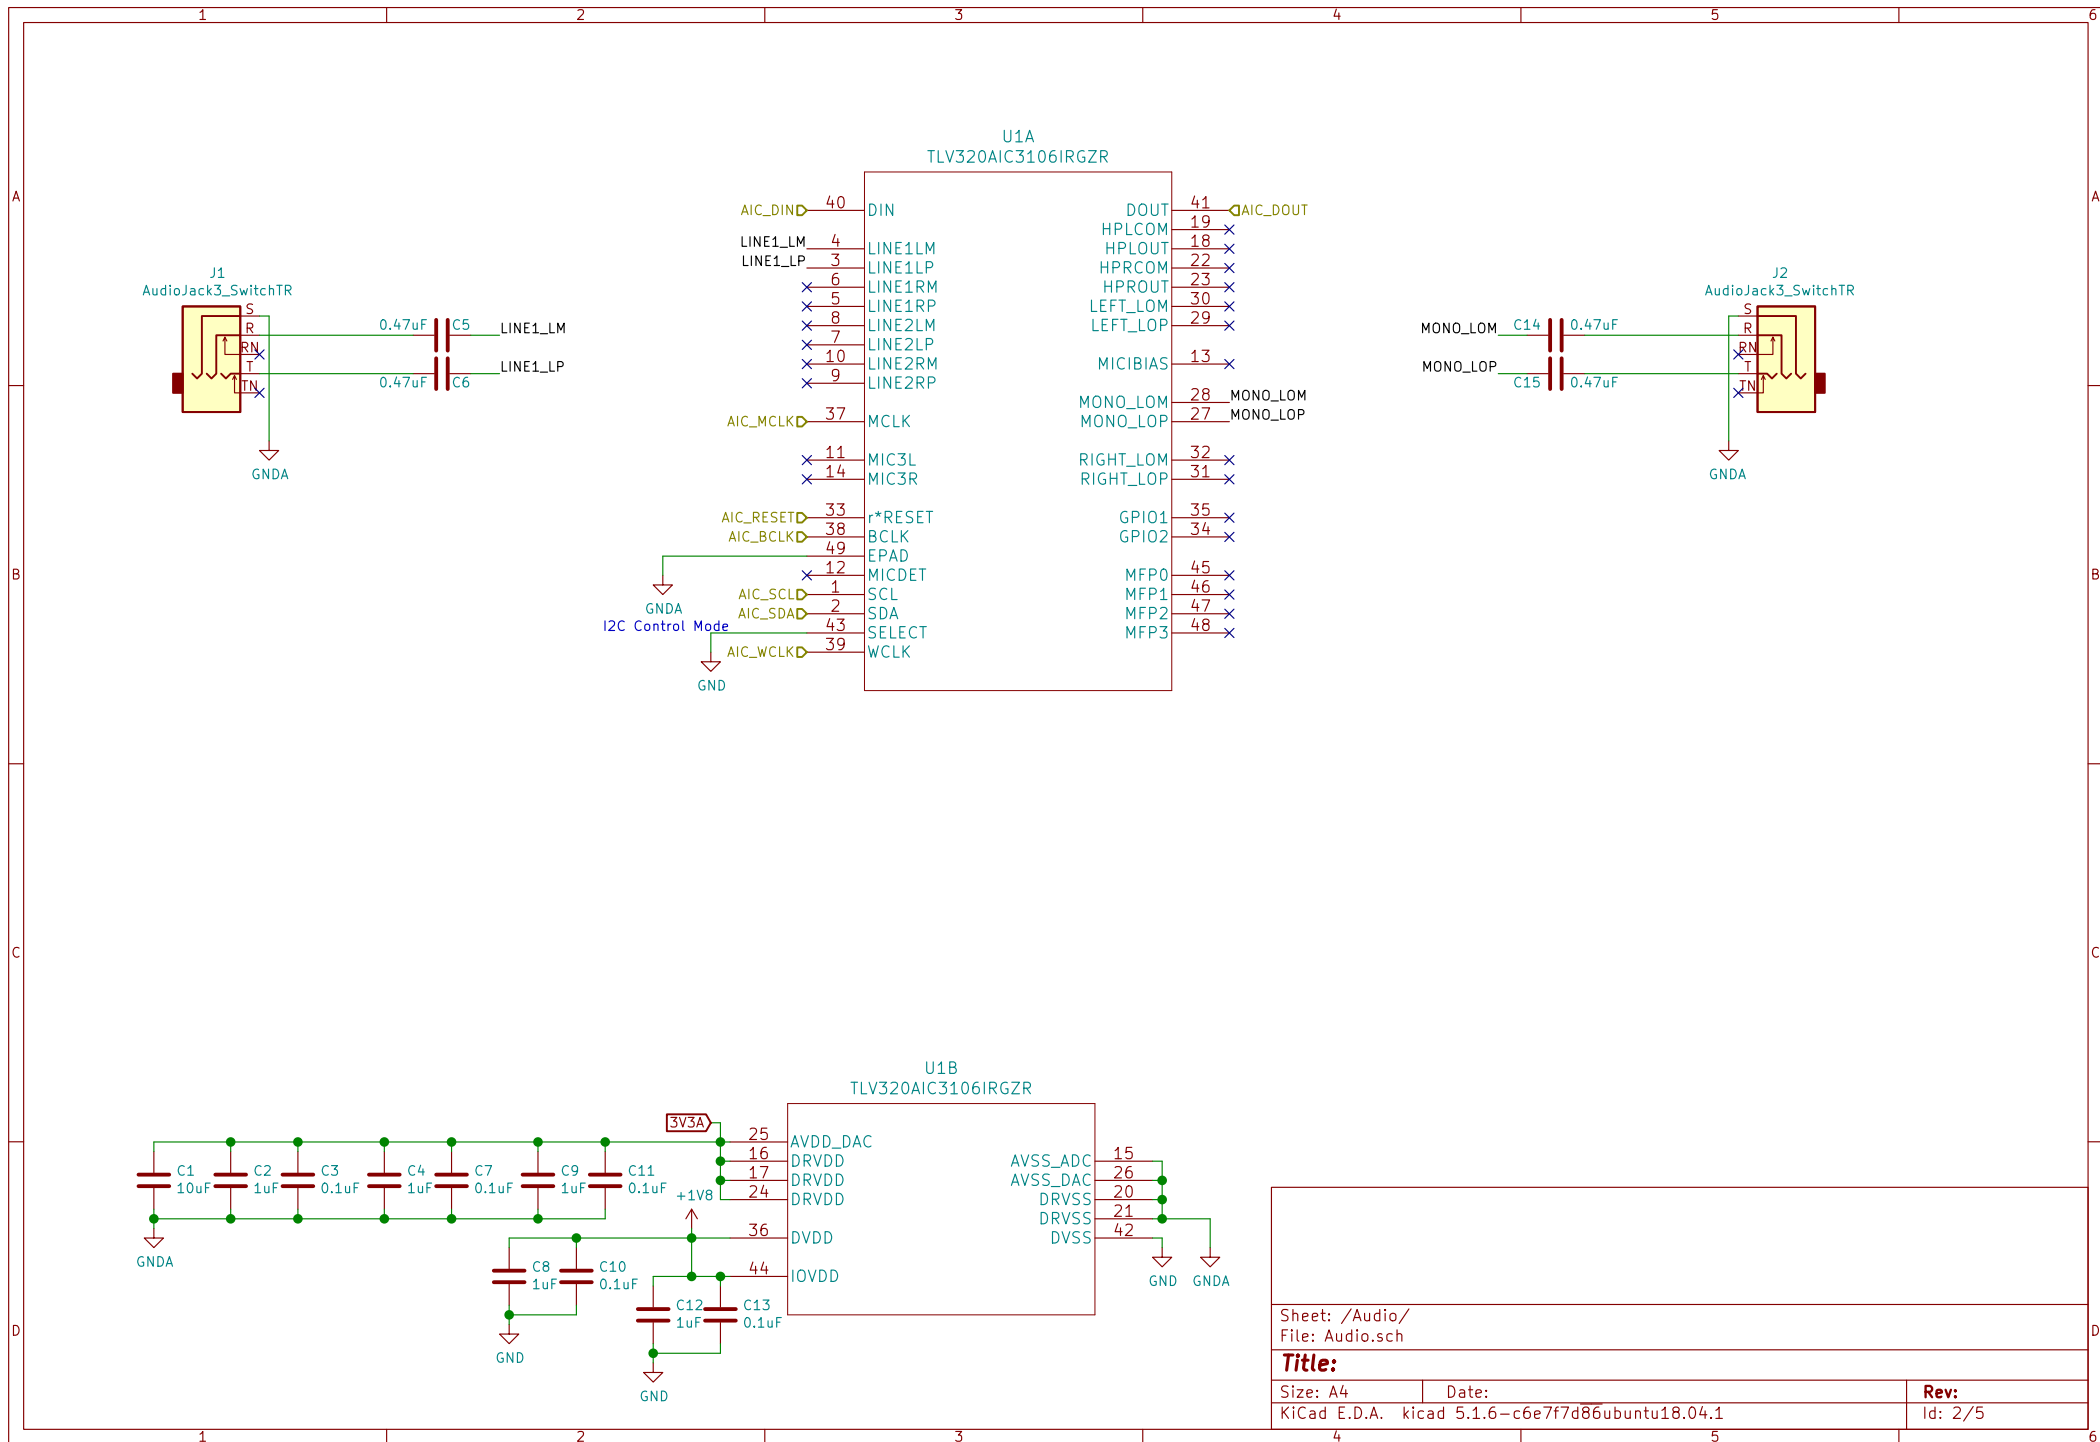 1 2 3 4 5 6
A
B
C
D
A
B
C
D
U1A
TLV320AIC3106IRGZR
AIC_DIN 40 DIN
LINE1_LM 4 LINE1LM
LINE1_LP 3 LINE1LP
6 LINE1RM
5 LINE1RP
8 LINE2LM
7 LINE2LP
10 LINE2RM
9 LINE2RP
AIC_MCLK 37 MCLK
11 MIC3L
14 MIC3R
AIC_RESET 33 r*RESET
AIC_BCLK 38 BCLK
49 EPAD
GNDA
12 MICDET
AIC_SCL 1 SCL
AIC_SDA 2 SDA
I2C Control Mode
43 SELECT
GND
AIC_WCLK 39 WCLK
DOUT 41 AIC_DOUT
HPLCOM 19
HPLOUT 18
HPRCOM 22
HPROUT 23
LEFT_LOM 30
LEFT_LOP 29
MICIBIAS 13
MONO_LOM 28 MONO_LOM
MONO_LOP 27 MONO_LOP
RIGHT_LOM 32
RIGHT_LOP 31
GPIO1 35
GPIO2 34
MFP0 45
MFP1 46
MFP2 47
MFP3 48
J1
AudioJack3_SwitchTR
S
R
RN
T
TN
GNDA
0.47uF C5 LINE1_LM
0.47uF C6 LINE1_LP
J2
AudioJack3_SwitchTR
S
R
RN
T
TN
GNDA
MONO_LOM C14 0.47uF
MONO_LOP C15 0.47uF
U1B
TLV320AIC3106IRGZR
3V3A
25 AVDD_DAC
16 DRVDD
17 DRVDD
24 DRVDD
+1V8
36 DVDD
44 IOVDD
AVSS_ADC 15
AVSS_DAC 26
DRVSS 20
DRVSS 21
DVSS 42
GND
GNDA
C1
10uF
C2
1uF
C3
0.1uF
C4
1uF
C7
0.1uF
C9
1uF
C11
0.1uF
GNDA
C8
1uF
C10
0.1uF
GND
C12
1uF
C13
0.1uF
GND
Sheet: /Audio/
File: Audio.sch
Title:
Size: A4 Date: Rev:
KiCad E.D.A. kicad 5.1.6-c6e7f7d86ubuntu18.04.1 Id: 2/5
1 2 3 4 5 6